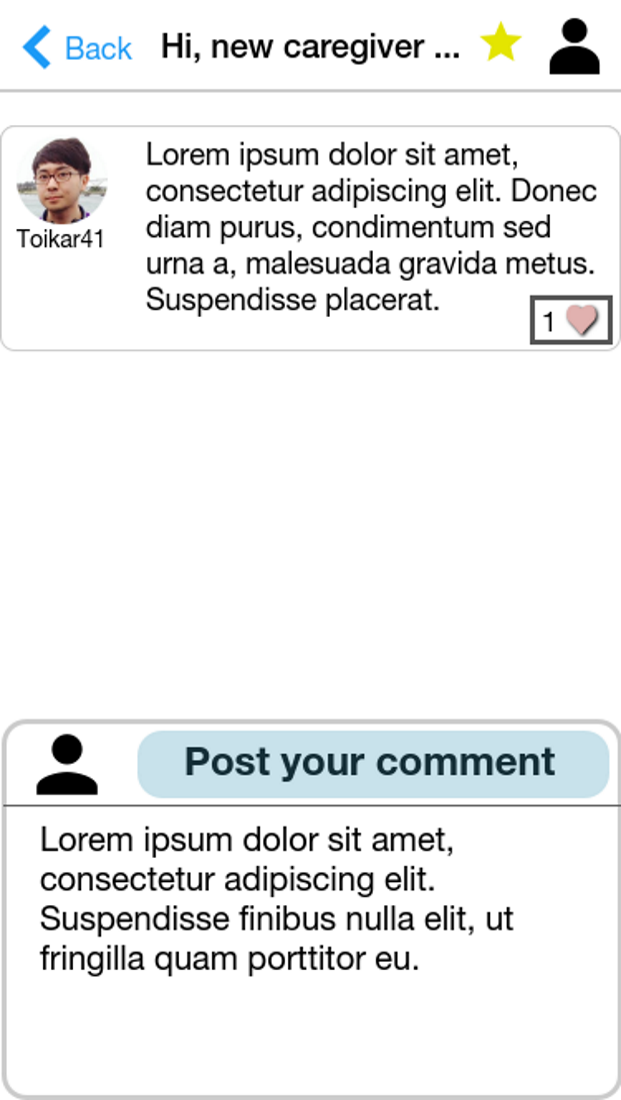 Back Hi, new caregiver ...
Lorem ipsum dolor sit amet,
consectetur adipiscing elit. Donec
diam purus, condimentum sed
urna a, malesuada gravida metus.
Suspendisse placerat.
Toikar41
1
Post your comment
Lorem ipsum dolor sit amet,
consectetur adipiscing elit.
Suspendisse finibus nulla elit, ut
fringilla quam porttitor eu.